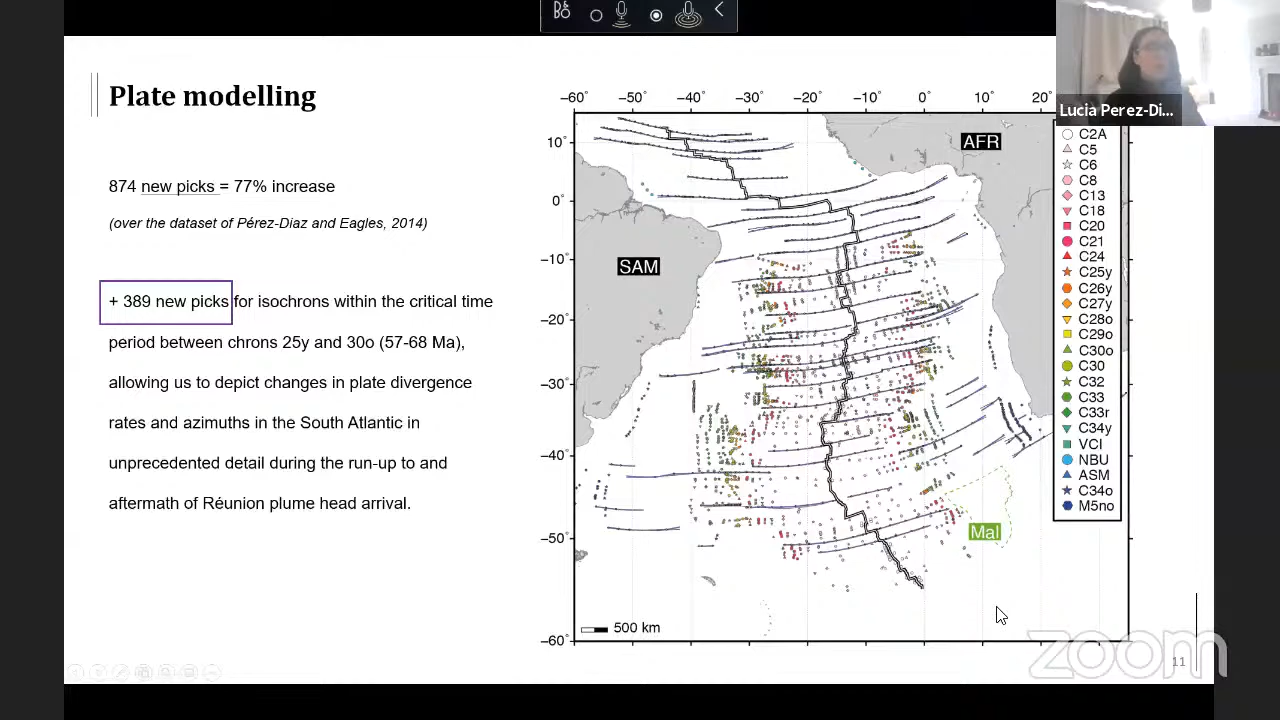 Plate modelling
874 new picks = 77% increase
(over the dataset of Pérez-Diaz and Eagles, 2014)
+ 389 new picks for isochrons within the critical time
period between chrons 25y and 30o (57-68 Ma),
allowing us to depict changes in plate divergence
rates and azimuths in the South Atlantic in
unprecedented detail during the run-up to and
aftermath of Réunion plume head arrival.
−60° −50° −40° −30° −20° −10° 0° 10° 20°
10°
0°
−10°
−20°
−30°
−40°
−50°
−60°
AFR
SAM
Mal
500 km
Lucia Perez-Di...
C2A
C5
C6
C8
C13
C18
C20
C21
C24
C25y
C26y
C27y
C28o
C29o
C30o
C30
C32
C33
C33r
C34y
VCI
NBU
ASM
C34o
M5no
zoom
11